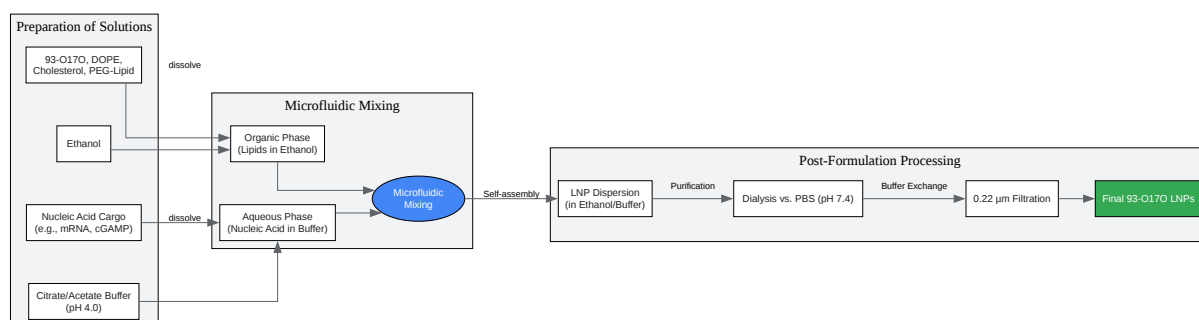 Preparation of Solutions
93-O17O, DOPE,
Cholesterol, PEG-Lipid
dissolve
Ethanol
Nucleic Acid Cargo
(e.g., mRNA, cGAMP)
dissolve
Citrate/Acetate Buffer
(pH 4.0)
Microfluidic Mixing
Organic Phase
(Lipids in Ethanol)
Aqueous Phase
(Nucleic Acid in Buffer)
Microfluidic
Mixing
Self-assembly
Post-Formulation Processing
LNP Dispersion
(in Ethanol/Buffer)
Purification
Dialysis vs. PBS (pH 7.4)
Buffer Exchange
0.22 µm Filtration
Final 93-O17O LNPs